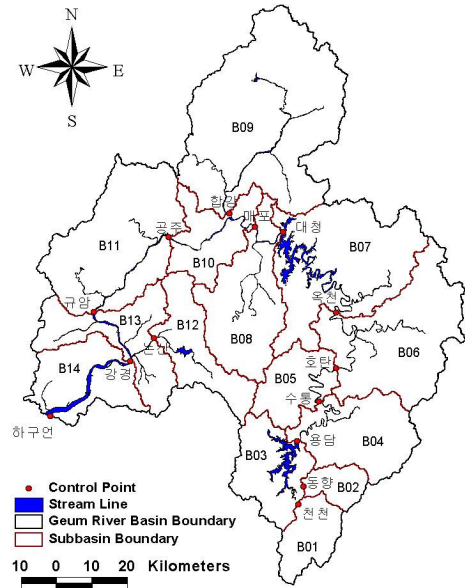 N
W E
S
B09
합강
매포
공주
대청
B11
B07
B10
옥천
규암
B13
B12
논산
B08
호탄
B06
B14
강경
B05
수통
하구언
B03
용담
B04
동향
B02
천천
B01
Control Point
Stream Line
Geum River Basin Boundary
Subbasin Boundary
10 0 10 20 Kilometers